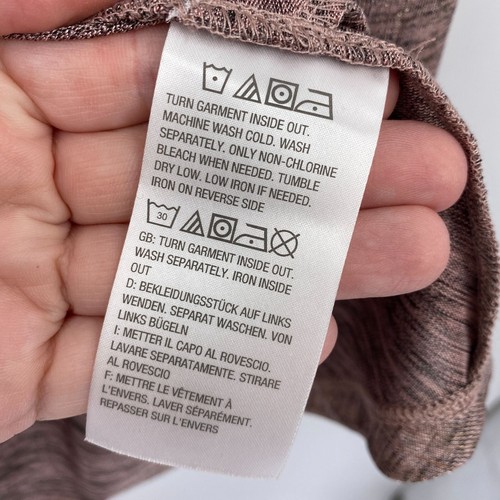 TURN GARMENT INSIDE OUT.
MACHINE WASH COLD. WASH
SEPARATELY. ONLY NON-CHLORINE
BLEACH WHEN NEEDED. TUMBLE
DRY LOW. LOW IRON IF NEEDED.
IRON ON REVERSE SIDE
30
GB: TURN GARMENT INSIDE OUT.
WASH SEPARATELY. IRON INSIDE
OUT
D: BEKLEIDUNGSSTÜCK AUF LINKS
WENDEN. SEPARAT WASCHEN. VON
LINKS BÜGELN
I: METTER IL CAPO AL ROVESCIO.
LAVARE SEPARATAMENTE. STIRARE
AL ROVESCIO
F: METTRE LE VÊTEMENT À
L'ENVERS. LAVER SÉPARÉMENT.
REPASSER SUR L'ENVERS